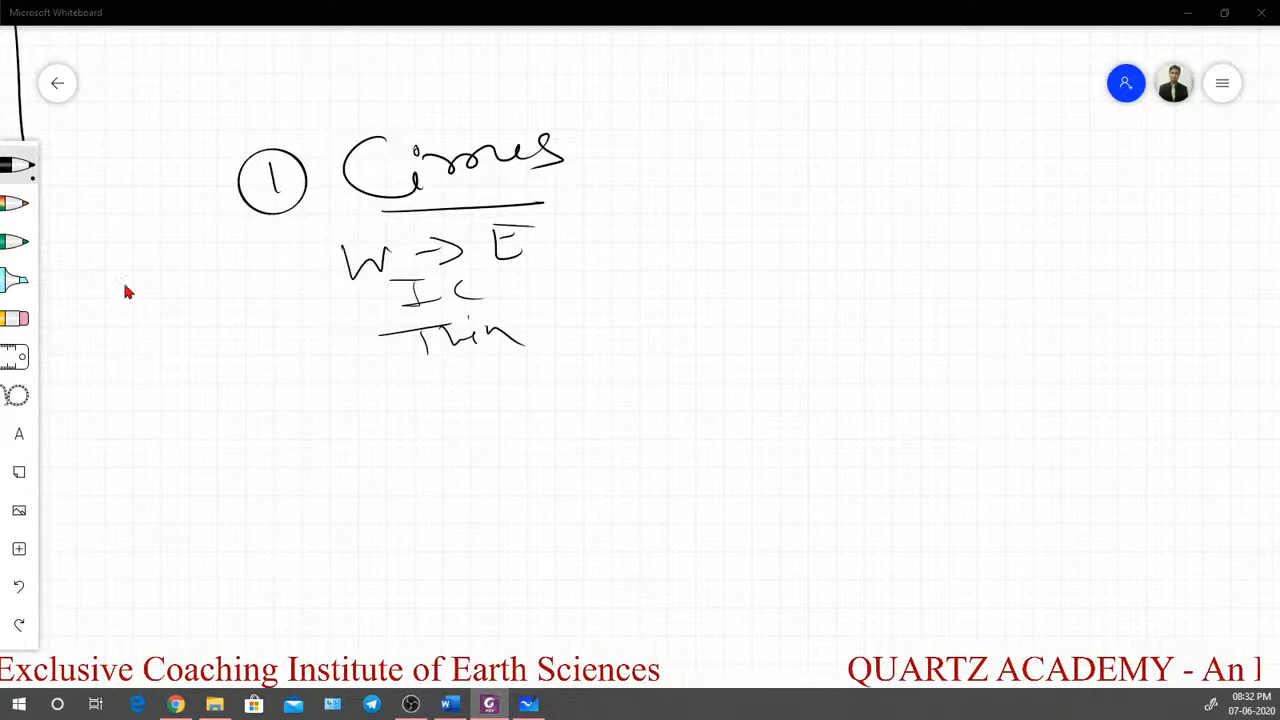 Microsoft Whiteboard
1 Cirrus
W → E
I C
Thin
A
Exclusive Coaching Institute of Earth Sciences QUARTZ ACADEMY - An I
08:32 PM
07-06-2020